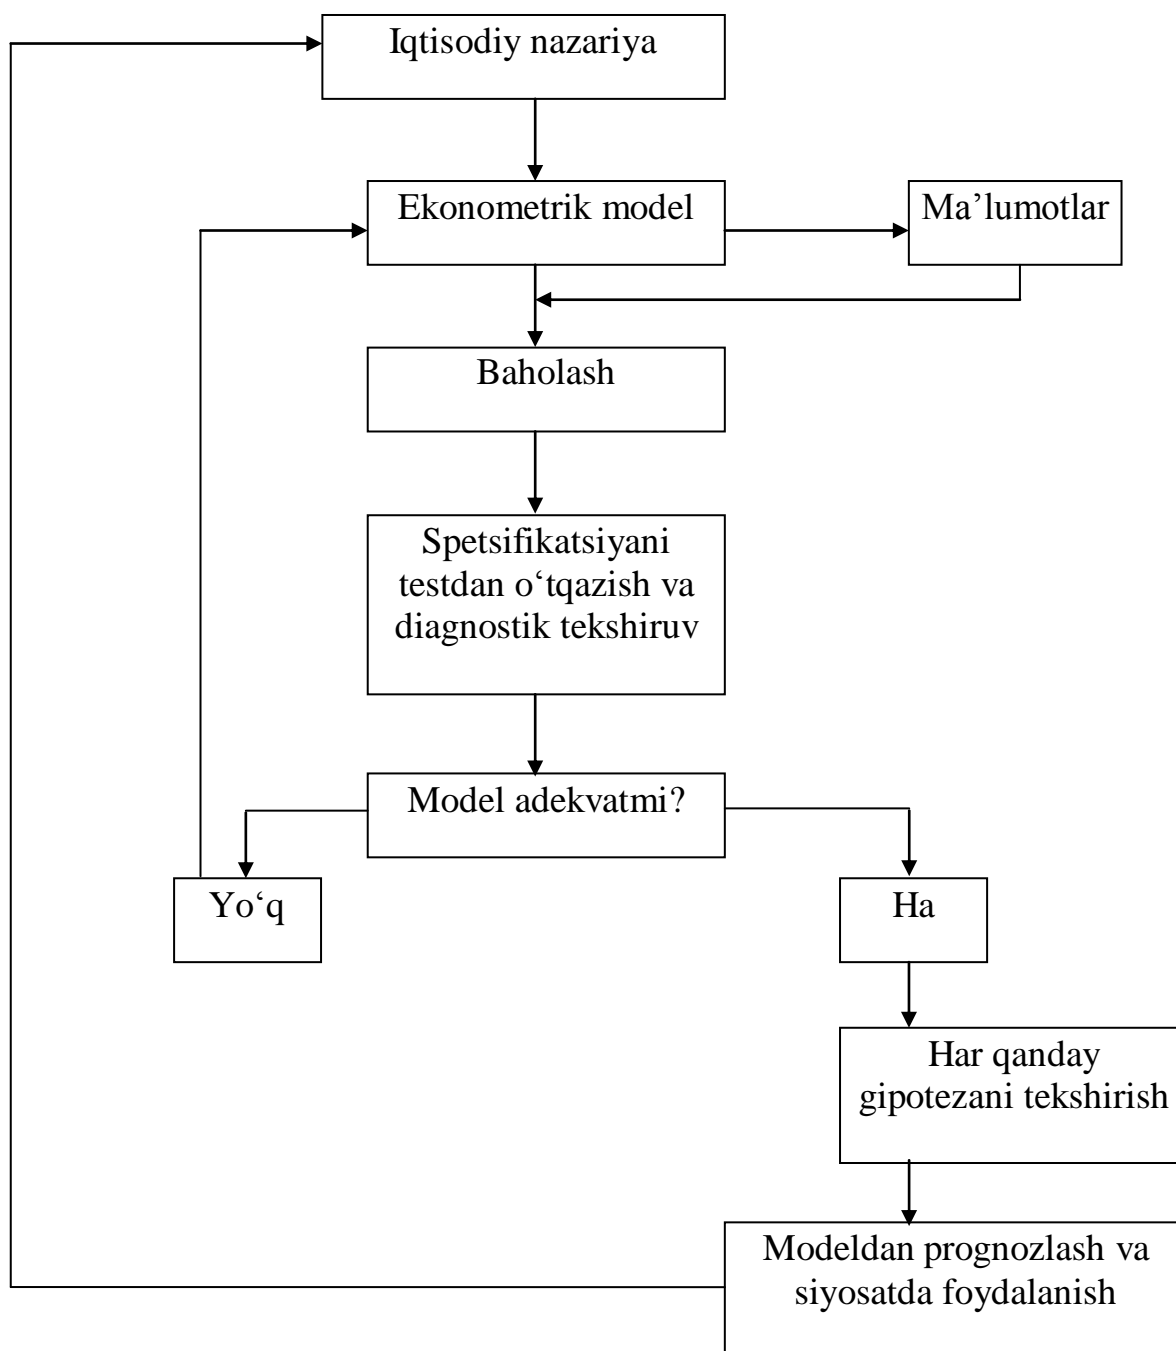 Iqtisodiy nazariya
Ekonometrik model
Ma’lumotlar
Baholash
Spetsifikatsiyani
testdan o‘tqazish va
diagnostik tekshiruv
Model adekvatmi?
Yo‘q
Ha
Har qanday
gipotezani tekshirish
Modeldan prognozlash va
siyosatda foydalanish